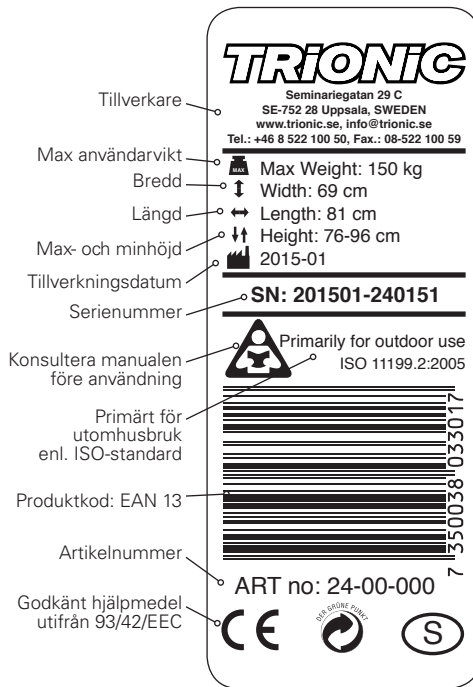 TRiONiC
Seminariegatan 29 C
SE-752 28 Uppsala, SWEDEN
www.trionic.se, info@trionic.se
Tel.: +46 8 522 100 50, Fax.: 08-522 100 59
Tillverkare
Max användarvikt
MAX
Max Weight: 150 kg
Bredd
Width: 69 cm
Längd
Length: 81 cm
Max- och minhöjd
Height: 76-96 cm
Tillverkningsdatum
2015-01
Serienummer
SN: 201501-240151
Konsultera manualen
före användning
Primarily for outdoor use
ISO 11199.2:2005
Primärt för
utomhusbruk
enl. ISO-standard
Produktkod: EAN 13
7 350038 033017
Artikelnummer
ART no: 24-00-000
Godkänt hjälpmedel
utifrån 93/42/EEC
CE
DER GRÜNE PUNKT
S